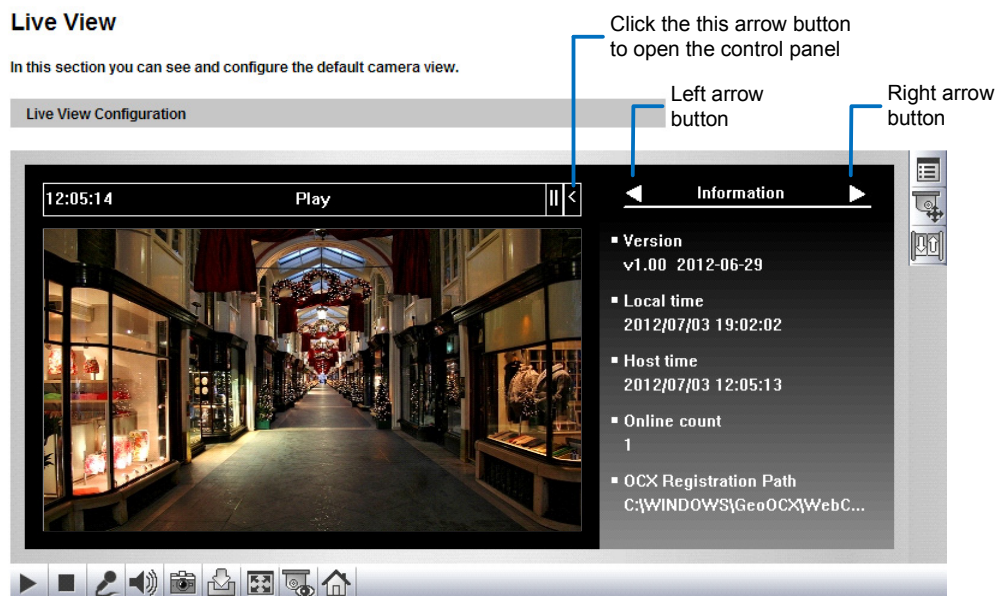 Live View
Click the this arrow button
to open the control panel
In this section you can see and configure the default camera view.
Left arrow
button
Right arrow
button
Live View Configuration
12:05:14 Play || <
Information
Version
v1.00 2012-06-29
Local time
2012/07/03 19:02:02
Host time
2012/07/03 12:05:13
Online count
1
OCX Registration Path
C:\WINDOWS\GeoOCX\WebC...